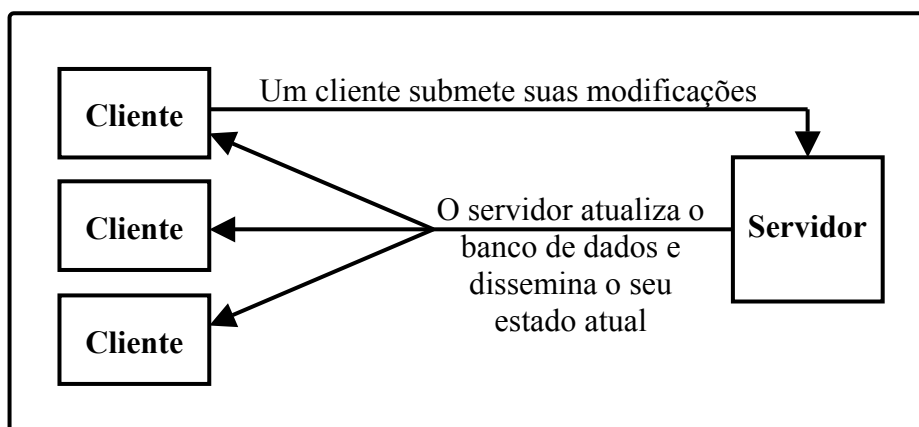 Cliente
Um cliente submete suas modificações
Cliente
O servidor atualiza o
banco de dados e
dissemina o seu
estado atual
Servidor
Cliente